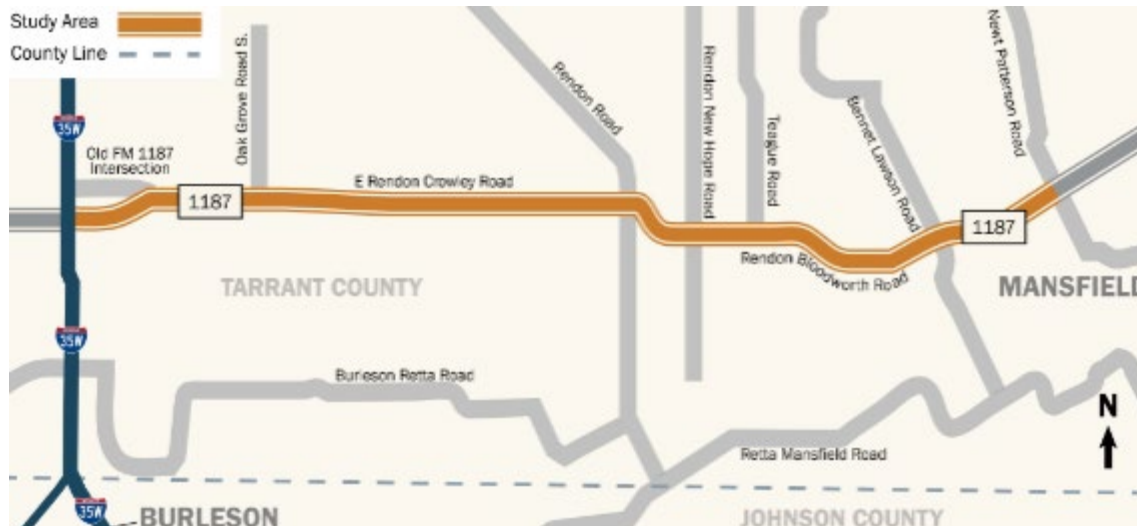 Study Area
County Line
35W
Old FM 1187
Intersection
Oak Grove Road S.
1187
E Rendon Crowley Road
Rendon Road
Rendon New Hope Road
Teague Road
Bennet Lawson Road
Newt Patterson Road
1187
Rendon Bloodworth Road
TARRANT COUNTY
MANSFIELD
35W
Burleson Retta Road
N
Retta Mansfield Road
35W
BURLESON
JOHNSON COUNTY